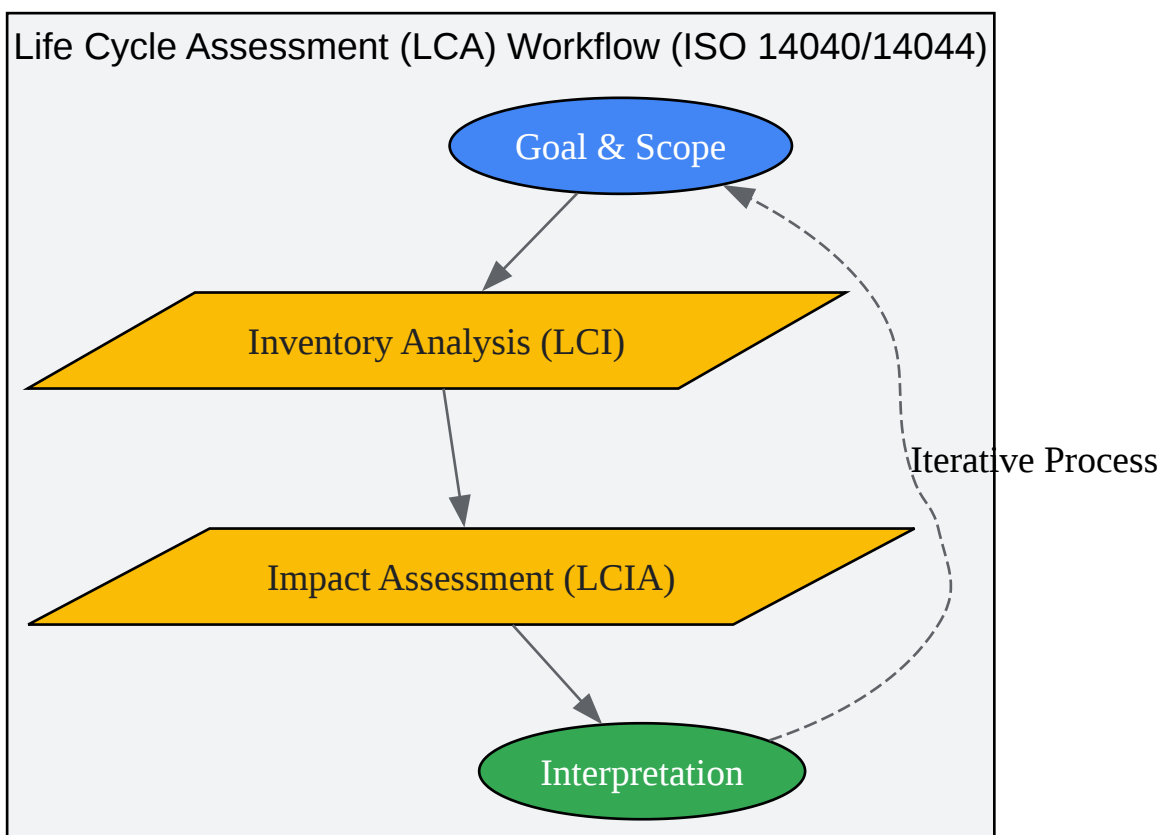 Life Cycle Assessment (LCA) Workflow (ISO 14040/14044)
Goal & Scope
Inventory Analysis (LCI)
Iterative Process
Impact Assessment (LCIA)
Interpretation